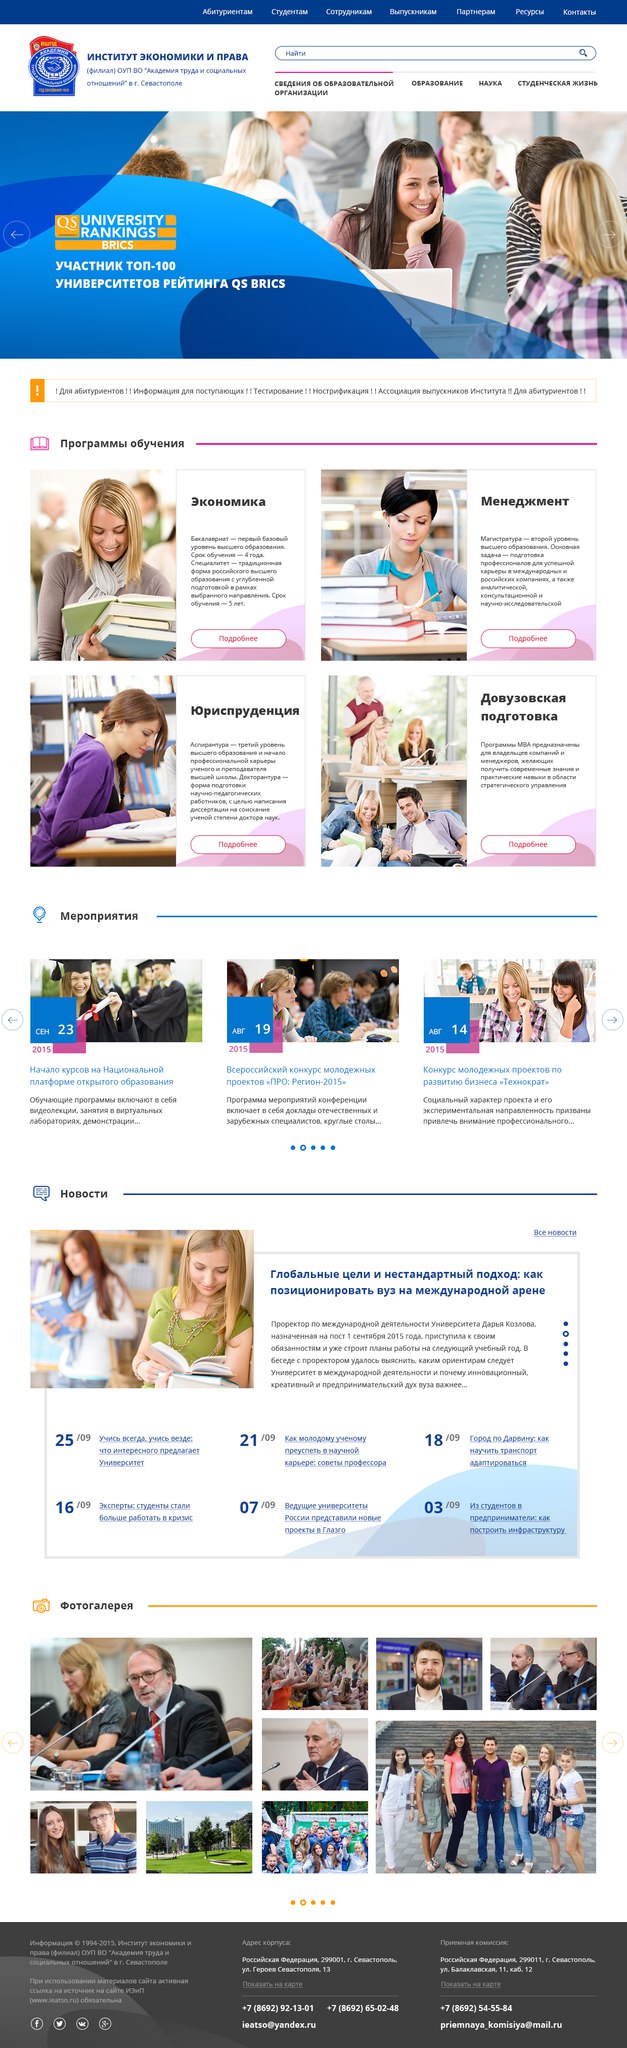 Абитуриентам Студентам Сотрудникам Выпускникам Партнерам Ресурсы Контакты
ИНСТИТУТ ЭКОНОМИКИ И ПРАВА
(филиал) ОУП ВО "Академия труда и социальных
отношений" в г. Севастополе
Найти
СВЕДЕНИЯ ОБ ОБРАЗОВАТЕЛЬНОЙ
ОРГАНИЗАЦИИ
ОБРАЗОВАНИЕ
НАУКА
СТУДЕНЧЕСКАЯ ЖИЗНЬ
QS UNIVERSITY
RANKINGS
BRICS
УЧАСТНИК ТОП-100
УНИВЕРСИТЕТОВ РЕЙТИНГА QS BRICS
! ! Для абитуриентов ! ! Информация для поступающих ! ! Тестирование ! ! Нострификация ! ! Ассоциация выпускников Института !! Для абитуриентов ! !
Программы обучения
Экономика
Бакалавриат — первый базовый
уровень высшего образования.
Срок обучения — 4 года.
Специалитет — традиционная
форма российского высшего
образования с углубленной
подготовкой в рамках
выбранного направления. Срок
обучения — 5 лет.
Подробнее
Менеджмент
Магистратура — второй уровень
высшего образования. Основная
задача — подготовка
профессионалов для успешной
карьеры в международных и
российских компаниях, а также
аналитической,
консультационной и
научно-исследовательской
Подробнее
Юриспруденция
Аспирантура — третий уровень
высшего образования и начало
профессиональной карьеры
ученого и преподавателя
высшей школы. Докторантура —
форма подготовки
научно-педагогических
работников, с целью написания
диссертации на соискание
ученой степени доктора наук.
Подробнее
Довузовская
подготовка
Программы МВА предназначены
для владельцев компаний и
менеджеров, желающих
получить современные знания и
практические навыки в области
стратегического управления
Подробнее
Мероприятия
СЕН 23
2015
Начало курсов на Национальной
платформе открытого образования
Обучающие программы включают в себя
видеолекции, занятия в виртуальных
лабораториях, демонстрации...
АВГ 19
2015
Всероссийский конкурс молодежных
проектов «ПРО: Регион-2015»
Программа мероприятий конференции
включает в себя доклады отечественных и
зарубежных специалистов, круглые столы...
АВГ 14
2015
Конкурс молодежных проектов по
развитию бизнеса «Технократ»
Социальный характер проекта и его
экспериментальная направленность призваны
привлечь внимание профессионального...
Новости
Все новости
Глобальные цели и нестандартный подход: как
позиционировать вуз на международной арене
Проректор по международной деятельности Университета Дарья Козлова,
назначенная на пост 1 сентября 2015 года, приступила к своим
обязанностям и уже строит планы работы на следующий учебный год. В
беседе с проректором удалось выяснить, каким ориентирам следует
Университет в международной деятельности и почему инновационный,
креативный и предпринимательский дух вуза важнее...
25 /09
Учись всегда, учись везде:
что интересного предлагает
Университет
21 /09
Как молодому ученому
преуспеть в научной
карьере: советы профессора
18 /09
Город по Дарвину: как
научить транспорт
адаптироваться
16 /09
Эксперты: студенты стали
больше работать в кризис
07 /09
Ведущие университеты
России представили новые
проекты в Глазго
03 /09
Из студентов в
предприниматели: как
построить инфраструктуру
Фотогалерея
Информация © 1994-2015, Институт экономики и
права (филиал) ОУП ВО "Академия труда и
социальных отношений" в г. Севастополе
При использовании материалов сайта активная
ссылка на источник на сайте ИЭиП
(www.ieatso.ru) обязательна
Адрес корпуса:
Российская Федерация, 299001, г. Севастополь,
ул. Героев Севастополя, 13
Показать на карте
+7 (8692) 92-13-01 +7 (8692) 65-02-48
ieatso@yandex.ru
Приемная комиссия:
Российская Федерация, 299011, г. Севастополь,
ул. Балаклавская, 11, каб. 12
Показать на карте
+7 (8692) 54-55-84
priemnaya_komisiya@mail.ru